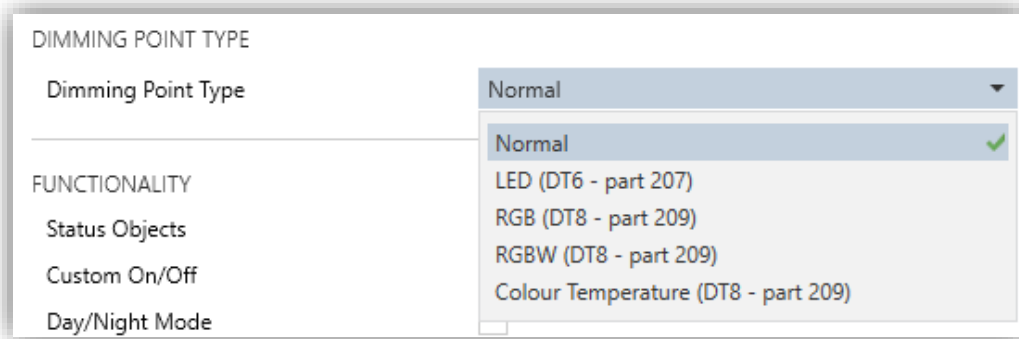 DIMMING POINT TYPE
Dimming Point Type Normal
Normal
LED (DT6 - part 207)
FUNCTIONALITY
RGB (DT8 - part 209)
Status Objects
RGBW (DT8 - part 209)
Custom On/Off
Colour Temperature (DT8 - part 209)
Day/Night Mode